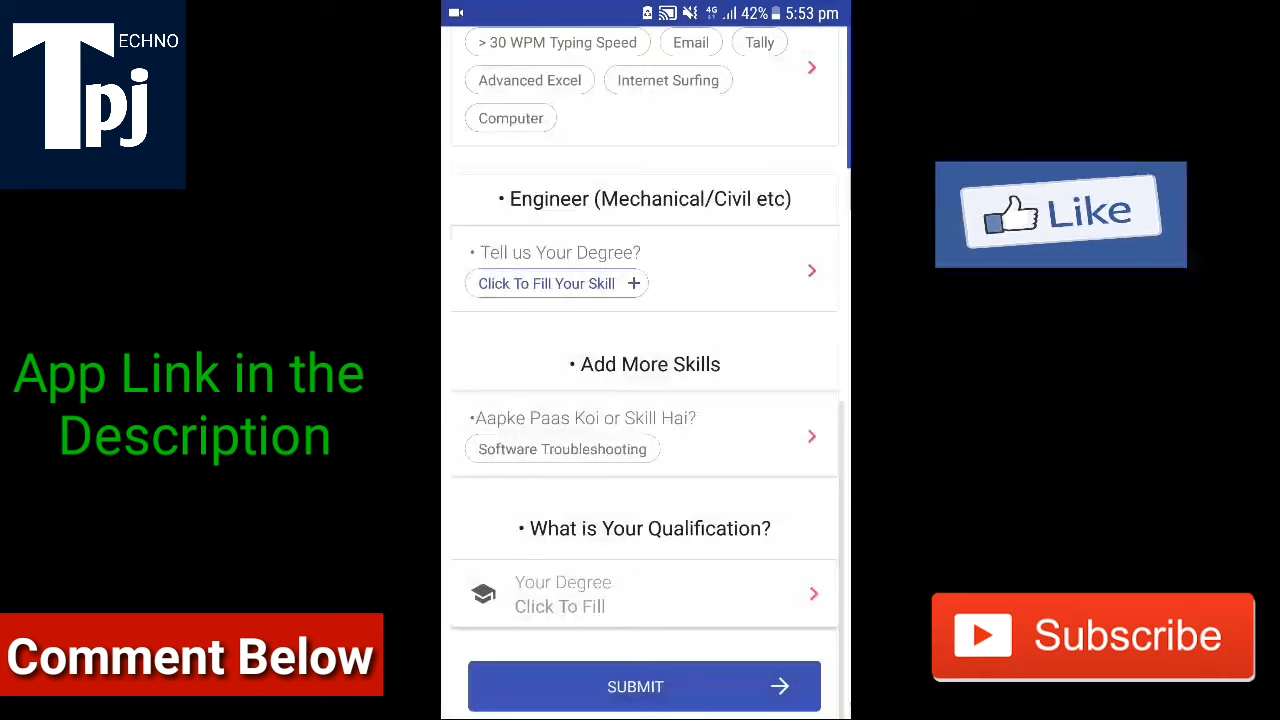 ECHNO
T
pj
App Link in the
Description
Comment Below
4G 42% 5:53 pm
> 30 WPM Typing Speed Email Tally
Advanced Excel Internet Surfing
Computer
• Engineer (Mechanical/Civil etc)
• Tell us Your Degree?
Click To Fill Your Skill +
• Add More Skills
•Aapke Paas Koi or Skill Hai?
Software Troubleshooting
• What is Your Qualification?
Your Degree
Click To Fill
SUBMIT
Like
Subscribe